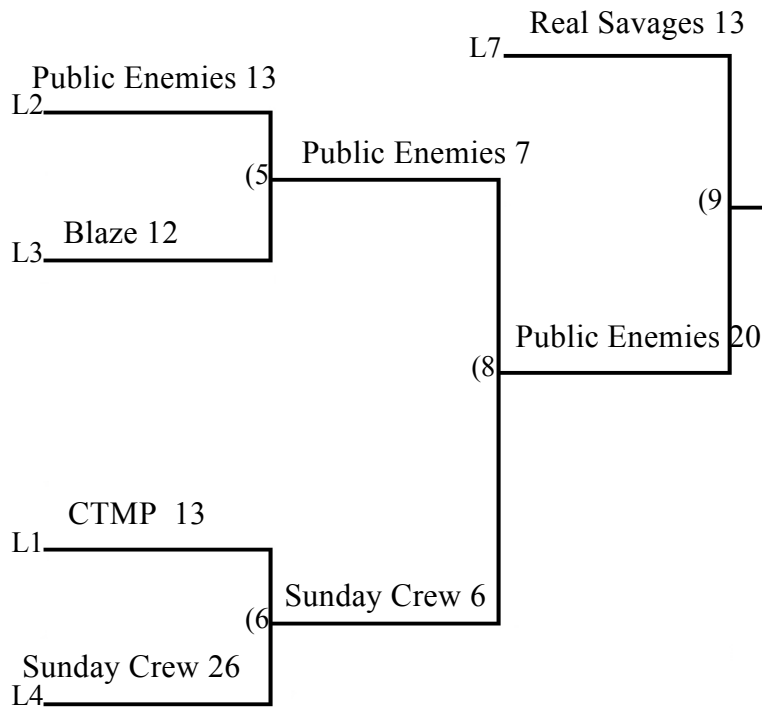 Real Savages 13
L7
Public Enemies 13
L2
Public Enemies 7
(5
(9
Blaze 12
L3
Public Enemies 20
(8
CTMP  13
L1
Sunday Crew 6
(6
Sunday Crew 26
L4